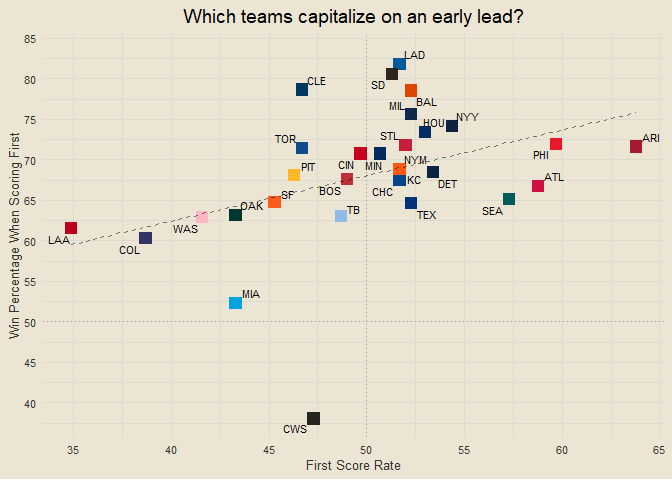 Which teams capitalize on an early lead?
85
80
75
70
65
60
55
50
45
40
Win Percentage When Scoring First
LAD
SD
CLE
BAL
MIL
HOU
NYY
TOR
STL
ARI
PHI
CIN
MIN
NYM
PIT
BOS
CHC
KC
DET
ATL
SF
OAK
WAS
TB
TEX
SEA
LAA
COL
MIA
CWS
35
40
45
50
55
60
65
First Score Rate